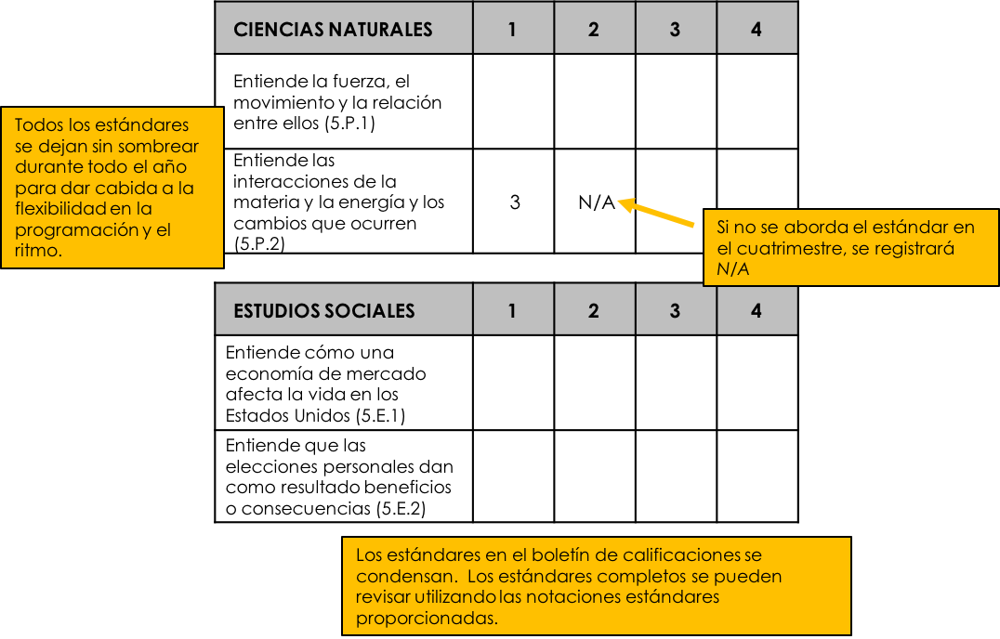 CIENCIAS NATURALES 1 2 3 4
Entiende la fuerza, el
movimiento y la relación
entre ellos (5.P.1)
Todos los estándares
se dejan sin sombrear
durante todo el año
para dar cabida a la
flexibilidad en la
programación y el
ritmo.
Entiende las
interacciones de la
materia y la energía y los
cambios que ocurren
(5.P.2)
3 N/A
Si no se aborda el estándar en
el cuatrimestre, se registrará
N/A
ESTUDIOS SOCIALES 1 2 3 4
Entiende cómo una
economía de mercado
afecta la vida en los
Estados Unidos (5.E.1)
Entiende que las
elecciones personales dan
como resultado beneficios
o consecuencias (5.E.2)
Los estándares en el boletín de calificaciones se
condensan. Los estándares completos se pueden
revisar utilizando las notaciones estándares
proporcionadas.